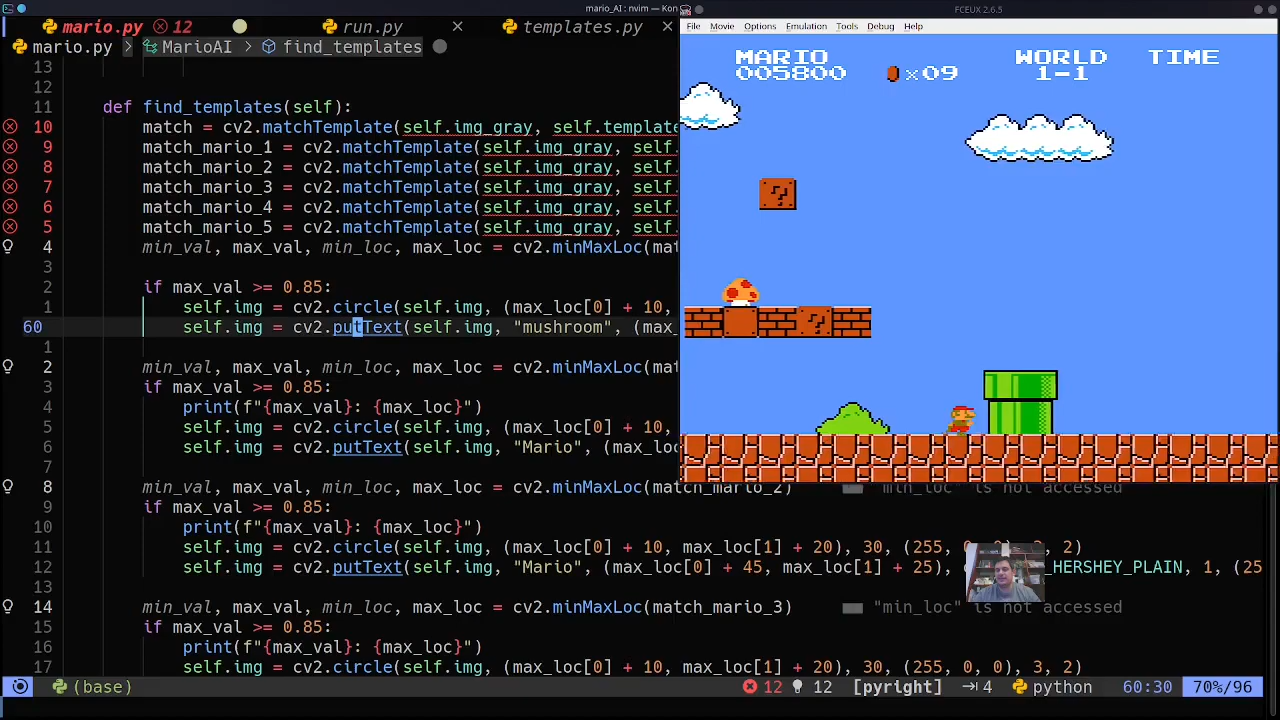 mario_AI : nvim — Kon
FCEUX 2.6.5
mario.py 12 run.py templates.py
File Movie Options Emulation Tools Debug Help
mario.py > MarioAI > find_templates
MARIO WORLD TIME
005800 ×09 1-1
13
12
11 def find_templates(self):
10 match = cv2.matchTemplate(self.img_gray, self.template
9 match_mario_1 = cv2.matchTemplate(self.img_gray, self.
8 match_mario_2 = cv2.matchTemplate(self.img_gray, self.
7 match_mario_3 = cv2.matchTemplate(self.img_gray, self.
6 match_mario_4 = cv2.matchTemplate(self.img_gray, self.
5 match_mario_5 = cv2.matchTemplate(self.img_gray, self.
4 min_val, max_val, min_loc, max_loc = cv2.minMaxLoc(mat
3
2 if max_val >= 0.85:
1 self.img = cv2.circle(self.img, (max_loc[0] + 10,
60 self.img = cv2.putText(self.img, "mushroom", (max_
1
2 min_val, max_val, min_loc, max_loc = cv2.minMaxLoc(mat
3 if max_val >= 0.85:
4 print(f"{max_val}: {max_loc}")
5 self.img = cv2.circle(self.img, (max_loc[0] + 10,
6 self.img = cv2.putText(self.img, "Mario", (max_lo
7
8 min_val, max_val, min_loc, max_loc = cv2.minMaxLoc(match_mario_2) "min_loc" is not accessed
9 if max_val >= 0.85:
10 print(f"{max_val}: {max_loc}")
11 self.img = cv2.circle(self.img, (max_loc[0] + 10, max_loc[1] + 20), 30, (255, 0, 0), 3, 2)
12 self.img = cv2.putText(self.img, "Mario", (max_loc[0] + 45, max_loc[1] + 25), _HERSHEY_PLAIN, 1, (25
13
14 min_val, max_val, min_loc, max_loc = cv2.minMaxLoc(match_mario_3) "min_loc" is not accessed
15 if max_val >= 0.85:
16 print(f"{max_val}: {max_loc}")
17 self.img = cv2.circle(self.img, (max_loc[0] + 10, max_loc[1] + 20), 30, (255, 0, 0), 3, 2)
(base) 12 12 [pyright] 4 python 60:30 70%/96